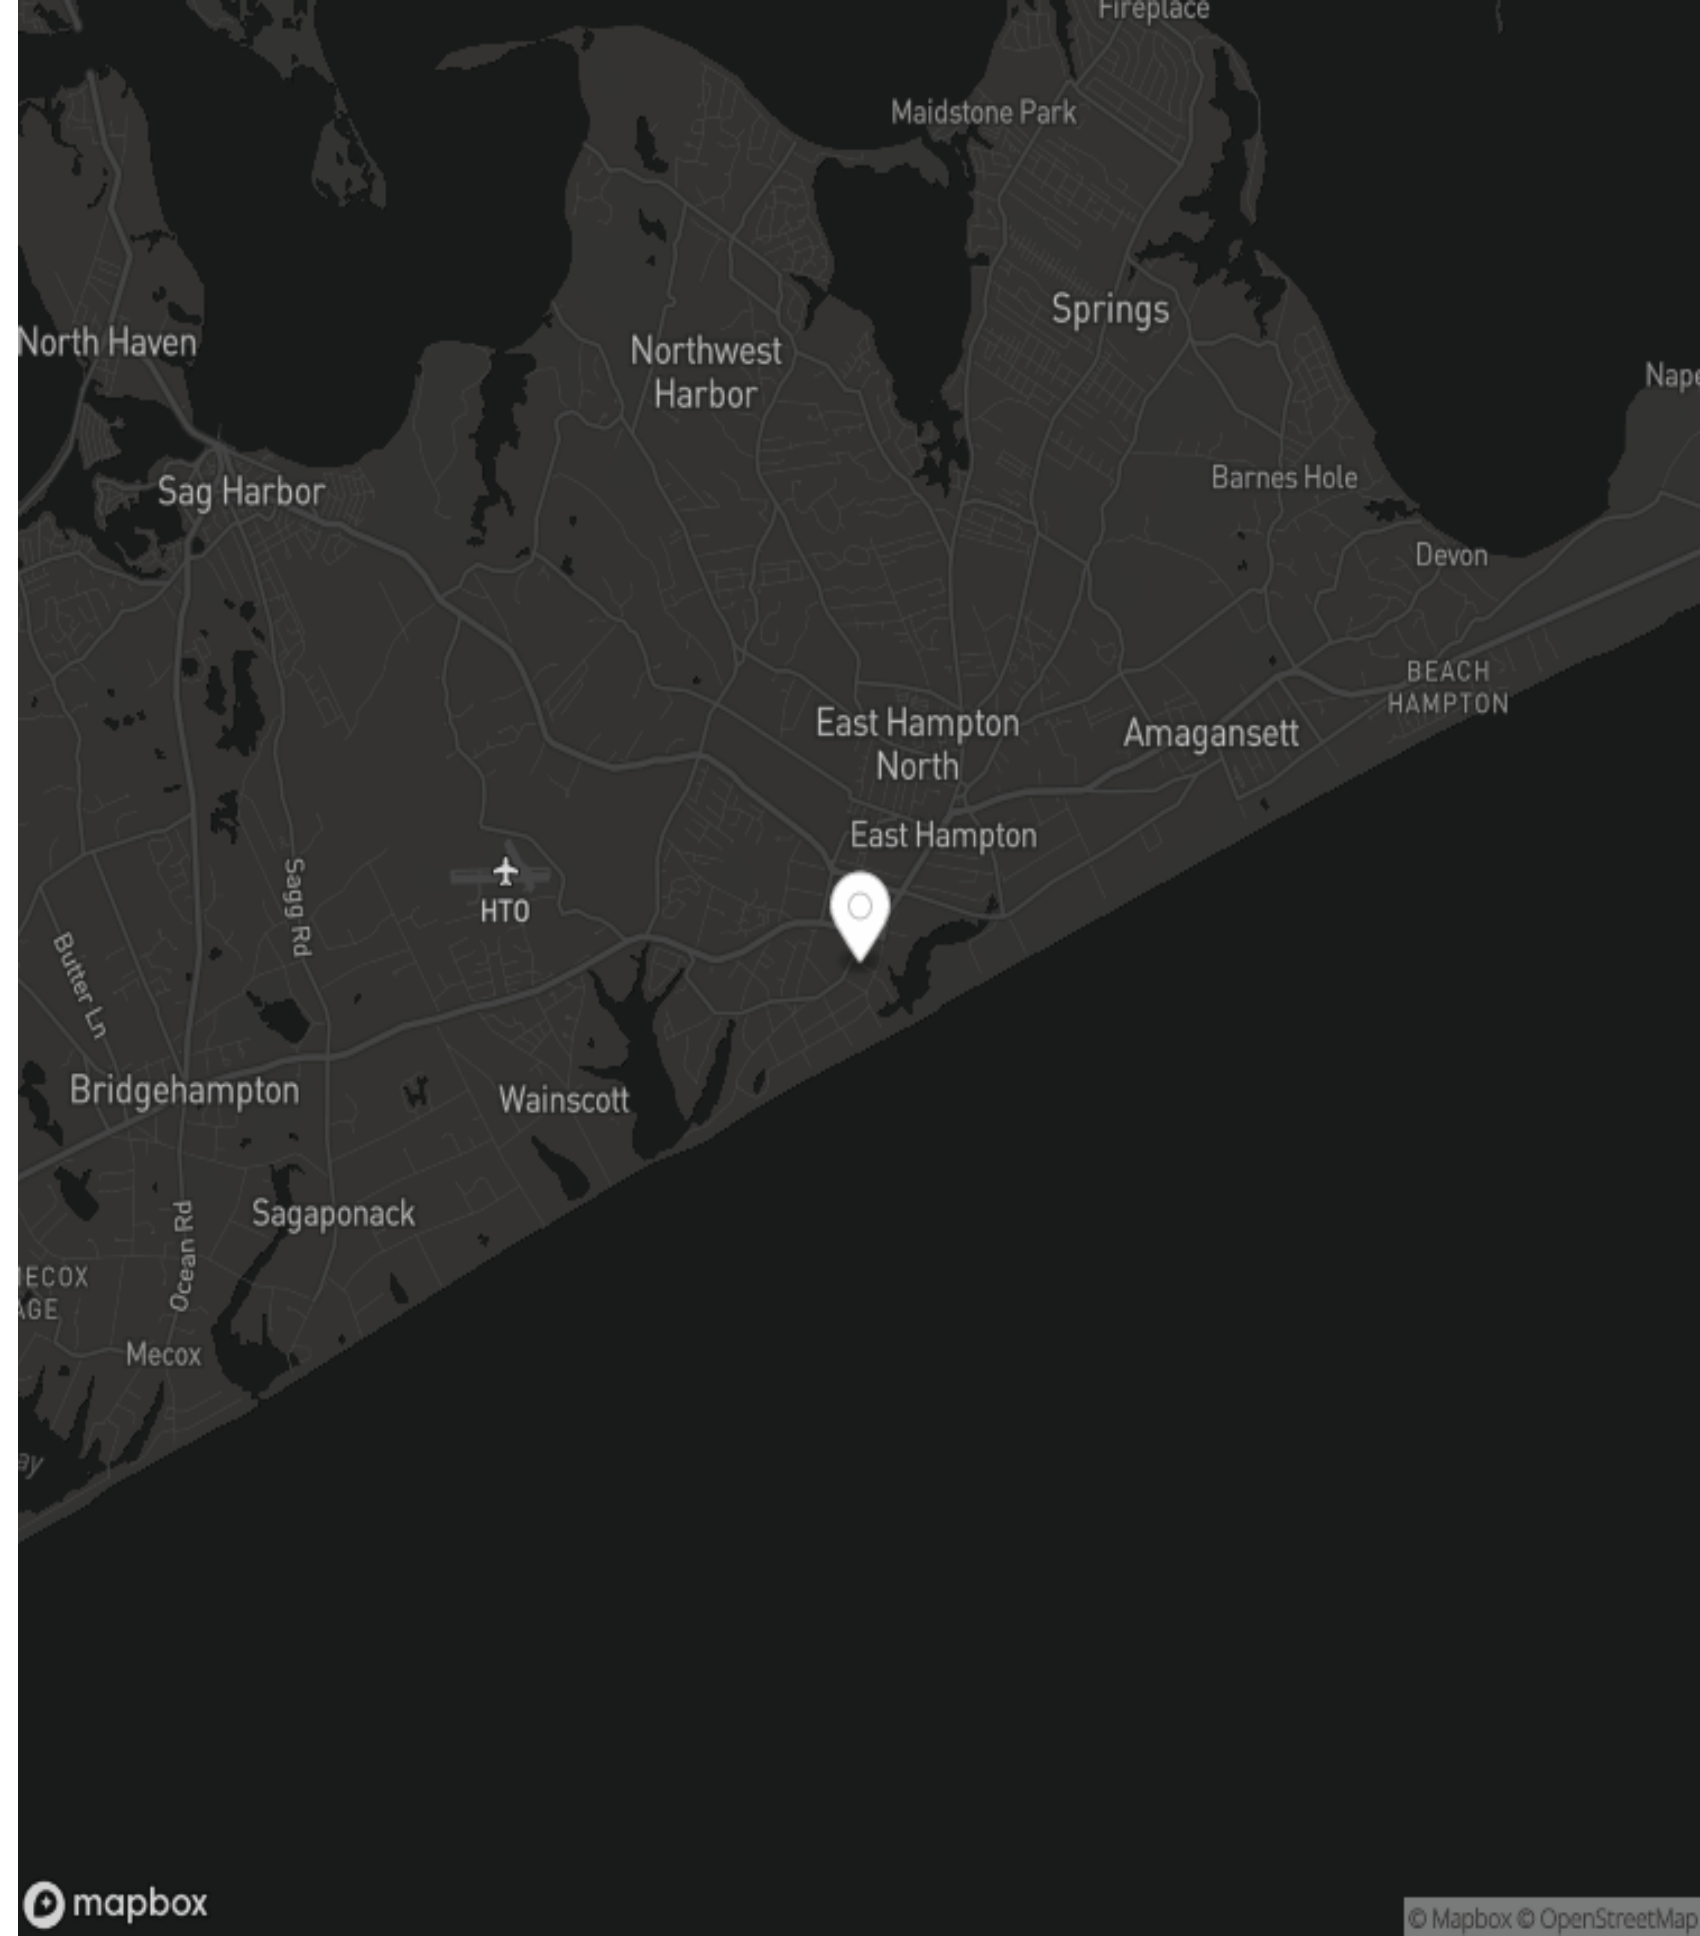 Fireplace
Maidstone Park
Springs
North Haven
Northwest
Harbor
Sag Harbor
Barnes Hole
Devon
BEACH
HAMPTON
East Hampton
North
Amagansett
East Hampton
HTO
Sagg Rd
Butter Ln
Bridgehampton
Wainscott
Sagaponack
Ocean Rd
Mecox
mapbox
© Mapbox © OpenStreetMap